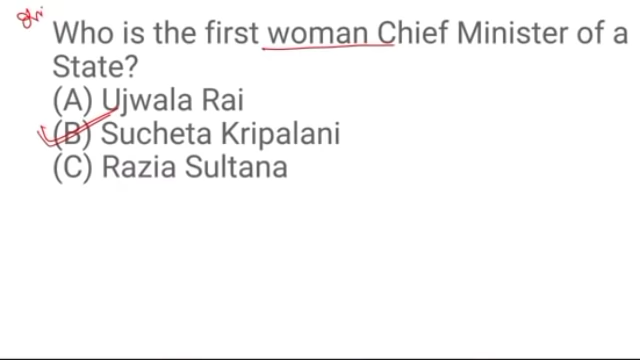 Who is the first woman Chief Minister of a
State?
(A) Ujwala Rai
(B) Sucheta Kripalani
(C) Razia Sultana